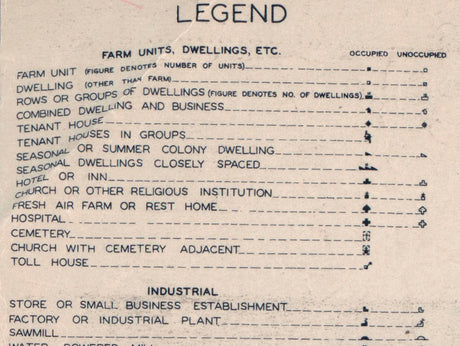 LEGEND
FARM UNITS, DWELLINGS, ETC. OCCUPIED UNOCCUPIED
FARM UNIT (FIGURE DENOTES NUMBER OF UNITS)
DWELLING (OTHER THAN FARM)
ROWS OR GROUPS OF DWELLINGS (FIGURE DENOTES NO. OF DWELLINGS)
COMBINED DWELLING AND BUSINESS
TENANT HOUSE
TENANT HOUSES IN GROUPS
SEASONAL OR SUMMER COLONY DWELLING
SEASONAL DWELLINGS CLOSELY SPACED
HOTEL OR INN
CHURCH OR OTHER RELIGIOUS INSTITUTION
FRESH AIR FARM OR REST HOME
HOSPITAL
CEMETERY
CHURCH WITH CEMETERY ADJACENT
TOLL HOUSE
INDUSTRIAL
STORE OR SMALL BUSINESS ESTABLISHMENT
FACTORY OR INDUSTRIAL PLANT
SAWMILL
WATER POWERED